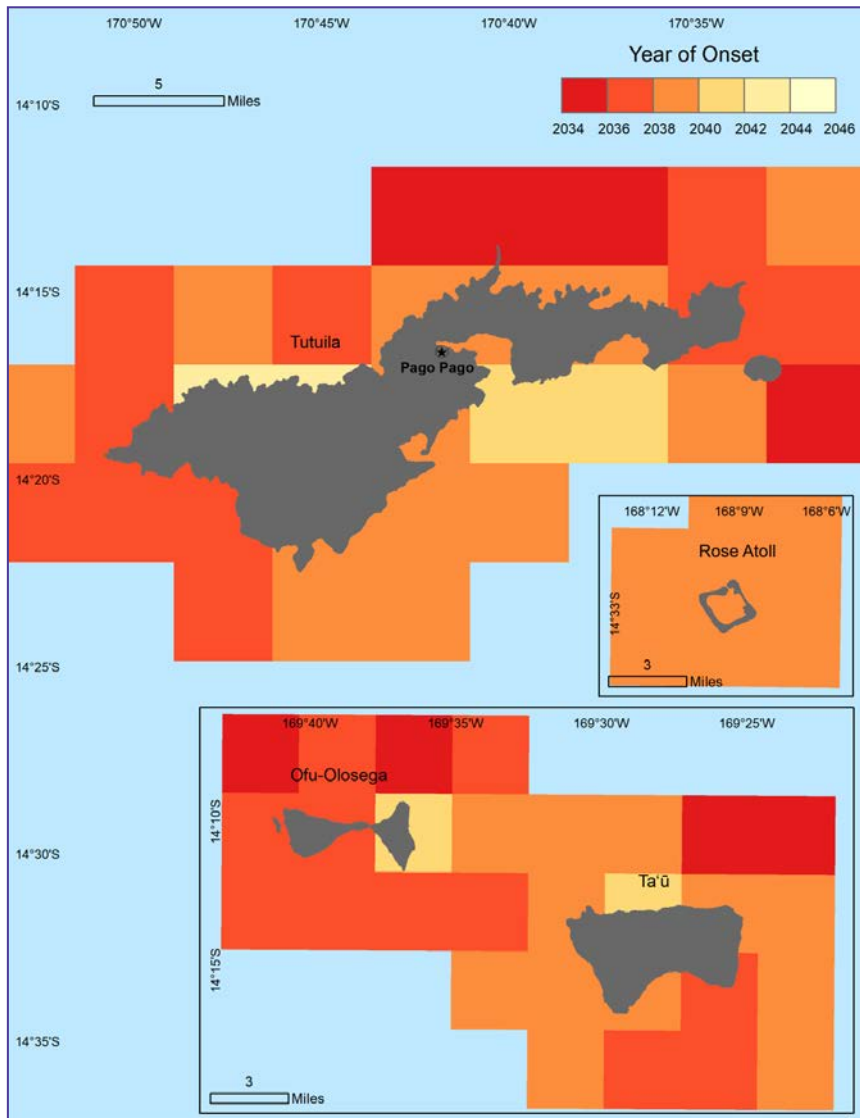 170°50'W 170°45'W 170°40'W 170°35'W
Year of Onset
2034 2036 2038 2040 2042 2044 2046
5
Miles
14°10'S
14°15'S
Tutuila
Pago Pago
14°20'S
168°12'W 168°9'W 168°6'W
Rose Atoll
14°33'S
3
Miles
14°25'S
169°40'W 169°35'W 169°30'W 169°25'W
Ofu-Olosega
14°10'S
14°30'S
Taʻū
14°15'S
14°35'S
3
Miles